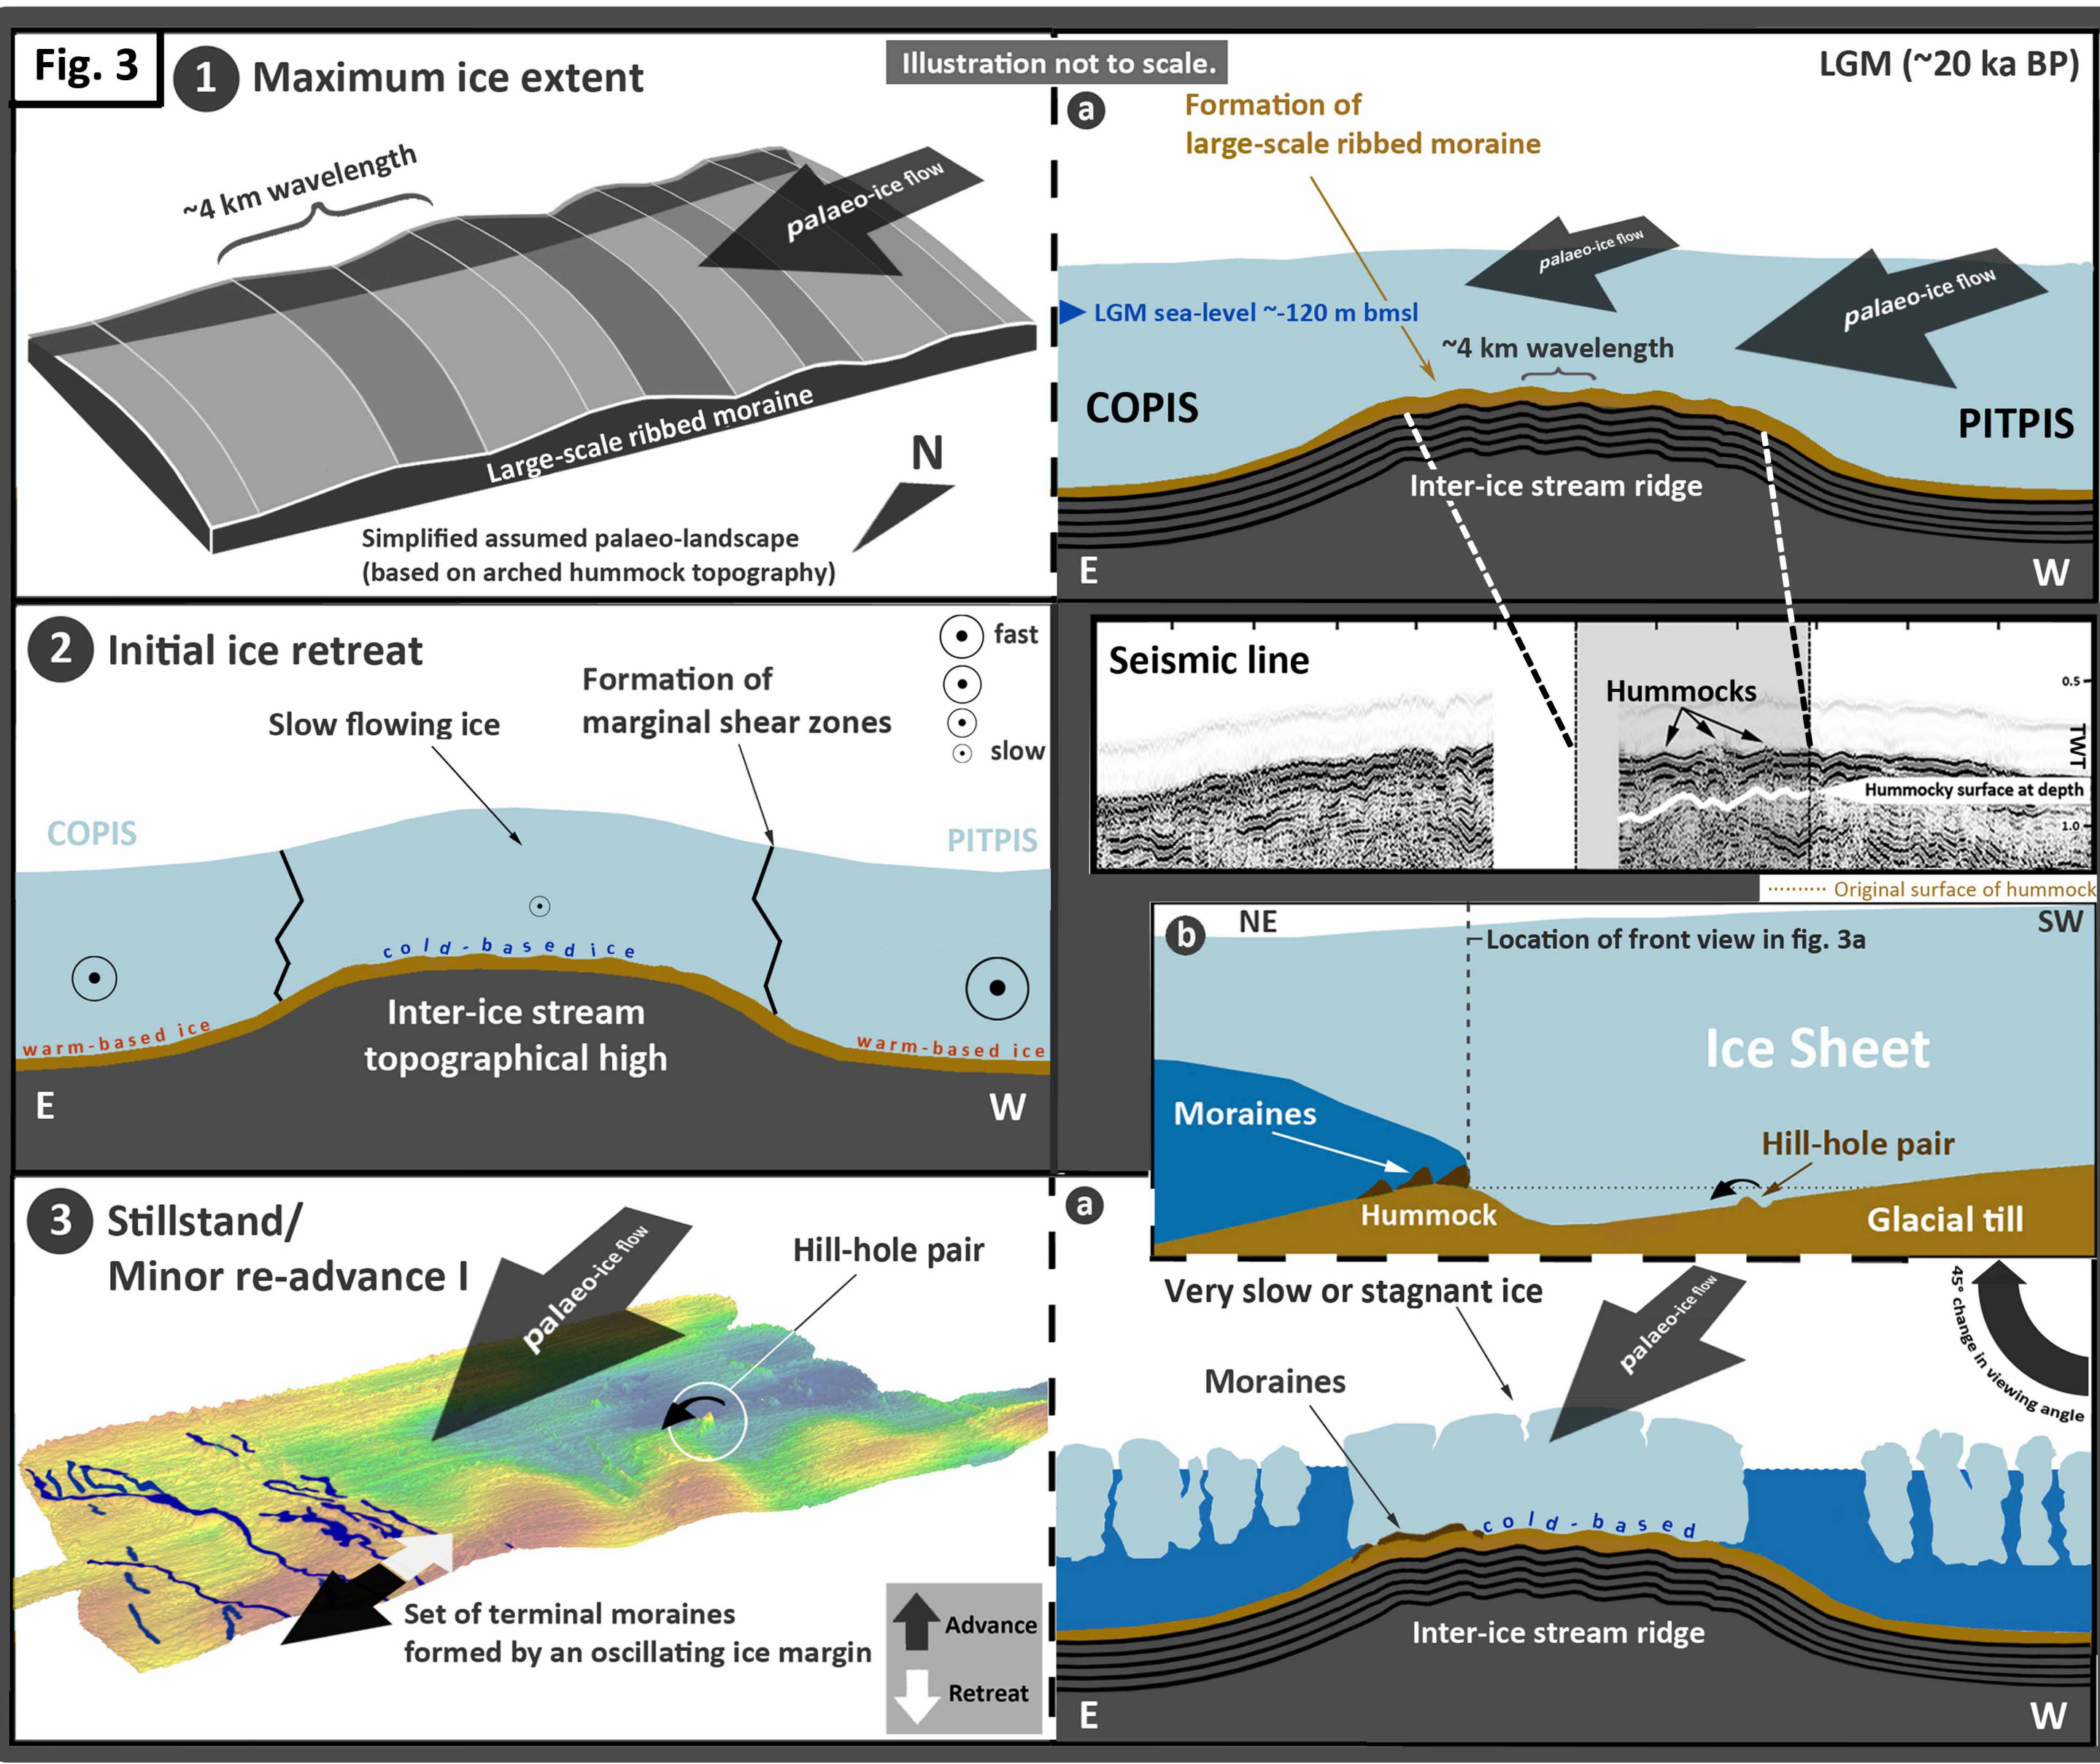 Fig. 3
1 Maximum ice extent
Illustration not to scale.
~4 km wavelength
palaeo-ice flow
Large-scale ribbed moraine
N
Simplified assumed palaeo-landscape
(based on arched hummock topography)
LGM (~20 ka BP)
a
Formation of
large-scale ribbed moraine
palaeo-ice flow
palaeo-ice flow
LGM sea-level ~-120 m bmsl
~4 km wavelength
COPIS
PITPIS
Inter-ice stream ridge
E
W
2 Initial ice retreat
fast
slow
Slow flowing ice
Formation of
marginal shear zones
COPIS
PITPIS
cold-based ice
warm-based ice
warm-based ice
Inter-ice stream
topographical high
E
W
Seismic line
Hummocks
0.5
TWT
Hummocky surface at depth
1.0
Original surface of hummock
b
NE
SW
Location of front view in fig. 3a
Ice Sheet
Moraines
Hill-hole pair
Hummock
Glacial till
3 Stillstand/
Minor re-advance I
palaeo-ice flow
Hill-hole pair
Set of terminal moraines
formed by an oscillating ice margin
Advance
Retreat
a
Very slow or stagnant ice
palaeo-ice flow
45° change in viewing angle
Moraines
cold-based
Inter-ice stream ridge
E
W